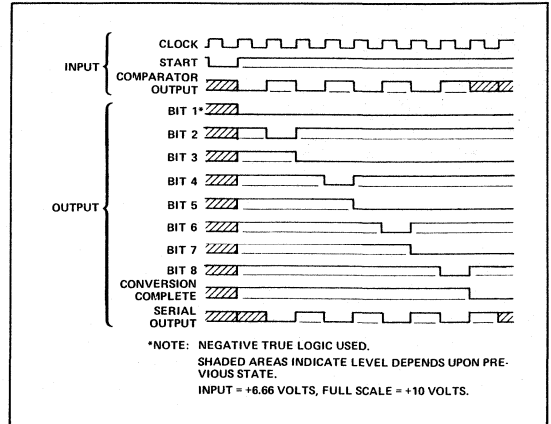 CLOCK
START
INPUT
COMPARATOR
OUTPUT
BIT 1*
BIT 2
BIT 3
BIT 4
OUTPUT
BIT 5
BIT 6
BIT 7
BIT 8
CONVERSION
COMPLETE
SERIAL
OUTPUT
*NOTE: NEGATIVE TRUE LOGIC USED.
SHADED AREAS INDICATE LEVEL DEPENDS UPON PRE-
VIOUS STATE.
INPUT = +6.66 VOLTS, FULL SCALE = +10 VOLTS.